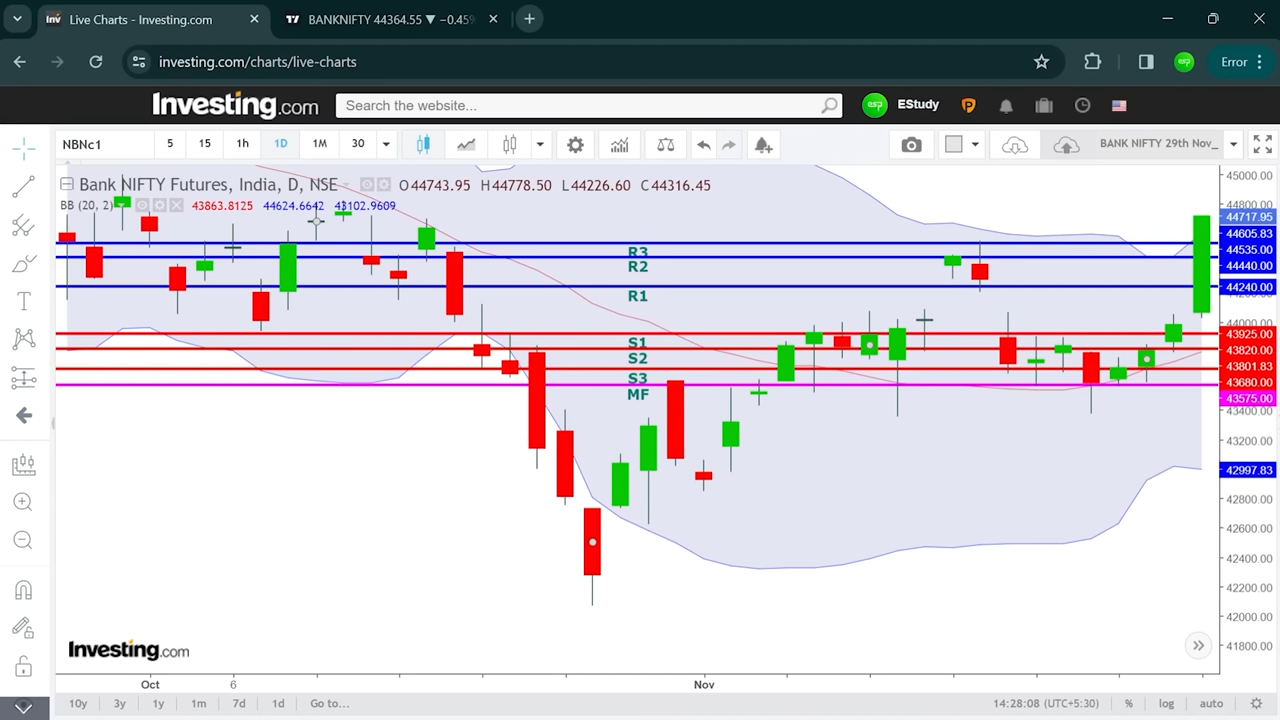 Live Charts - Investing.com
BANKNIFTY 44364.55 ▼ −0.45%
investing.com/charts/live-charts
Error
Investing.com
Search the website...
EStudy
NBNc1 5 15 1h 1D 1M 30
BANK NIFTY 29th Nov_
Bank NIFTY Futures, India, D, NSE O44743.95 H44778.50 L44226.60 C44316.45
BB (20, 2) 43863.8125 44624.6642 43102.9609
45000.00
44800.00
44717.95
44605.83
44535.00
44440.00
44240.00
44000.00
43925.00
43820.00
43801.83
43680.00
43575.00
43400.00
43200.00
42997.83
42800.00
42600.00
42400.00
42200.00
42000.00
41800.00
R3
R2
R1
S1
S2
S3
MF
Investing.com
Oct 6 Nov
10y 3y 1y 1m 7d 1d Go to... 14:28:08 (UTC+5:30) % log auto